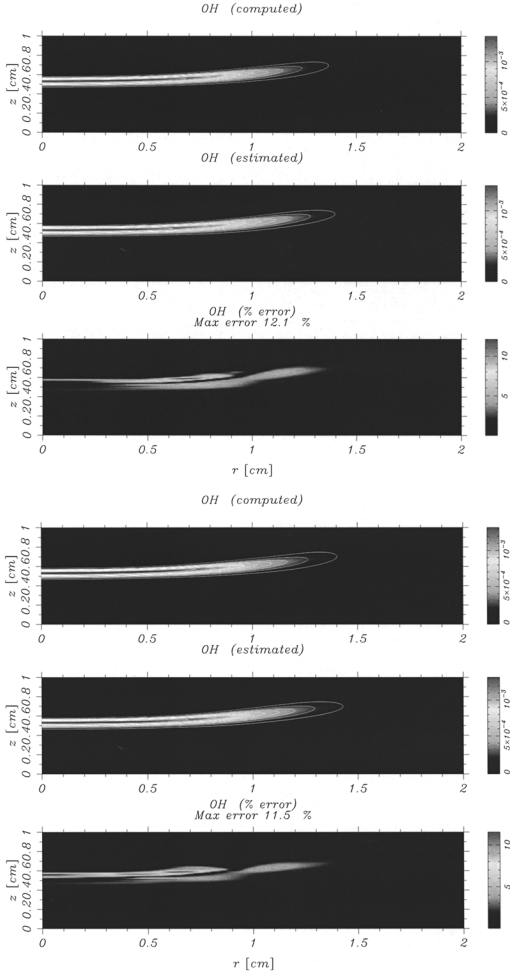 OH (computed)
z [cm]
0 0.2 0.4 0.6 0.8 1
0 5×10⁻⁴ 10⁻³
0 0.5 1 1.5 2
OH (estimated)
z [cm]
0 0.2 0.4 0.6 0.8 1
0 5×10⁻⁴ 10⁻³
0 0.5 1 1.5 2
OH (% error)
Max error 12.1 %
z [cm]
0 0.2 0.4 0.6 0.8 1
5 10
0 0.5 1 1.5 2
r [cm]
OH (computed)
z [cm]
0 0.2 0.4 0.6 0.8 1
0 5×10⁻⁴ 10⁻³
0 0.5 1 1.5 2
OH (estimated)
z [cm]
0 0.2 0.4 0.6 0.8 1
0 5×10⁻⁴ 10⁻³
0 0.5 1 1.5 2
OH (% error)
Max error 11.5 %
z [cm]
0 0.2 0.4 0.6 0.8 1
5 10
0 0.5 1 1.5 2
r [cm]